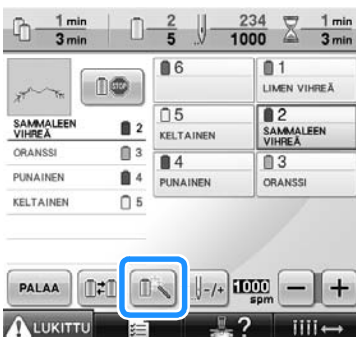 1 min
3 min
2
5
234
1000
1 min
3 min
STOP
6
1
LIMEN VIHREÄ
SAMMALEEN VIHREÄ
2
5
KELTAINEN
2
SAMMALEEN VIHREÄ
ORANSSI
3
PUNAINEN
4
4
PUNAINEN
3
ORANSSI
KELTAINEN
5
PALAA
-/+
1000
spm
−
+
LUKITTU
?